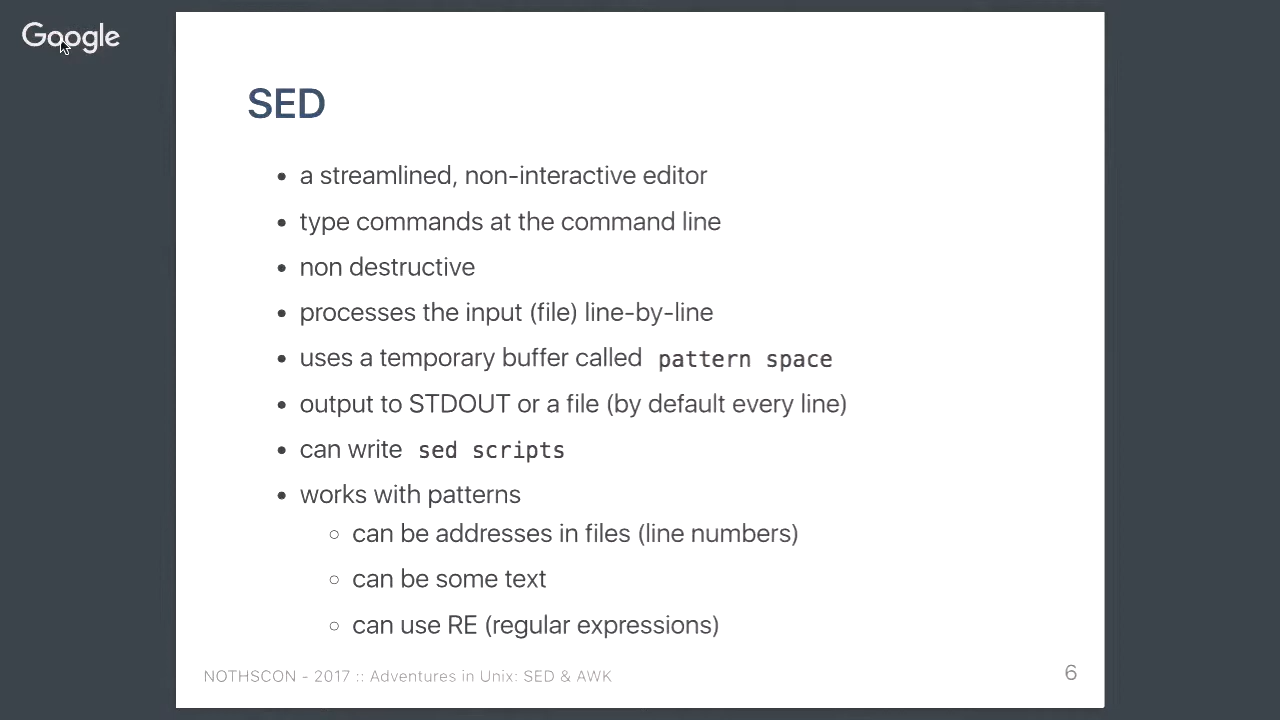 Google
SED
• a streamlined, non-interactive editor
• type commands at the command line
• non destructive
• processes the input (file) line-by-line
• uses a temporary buffer called pattern space
• output to STDOUT or a file (by default every line)
• can write sed scripts
• works with patterns
○ can be addresses in files (line numbers)
○ can be some text
○ can use RE (regular expressions)
NOTHSCON - 2017 :: Adventures in Unix: SED & AWK
6